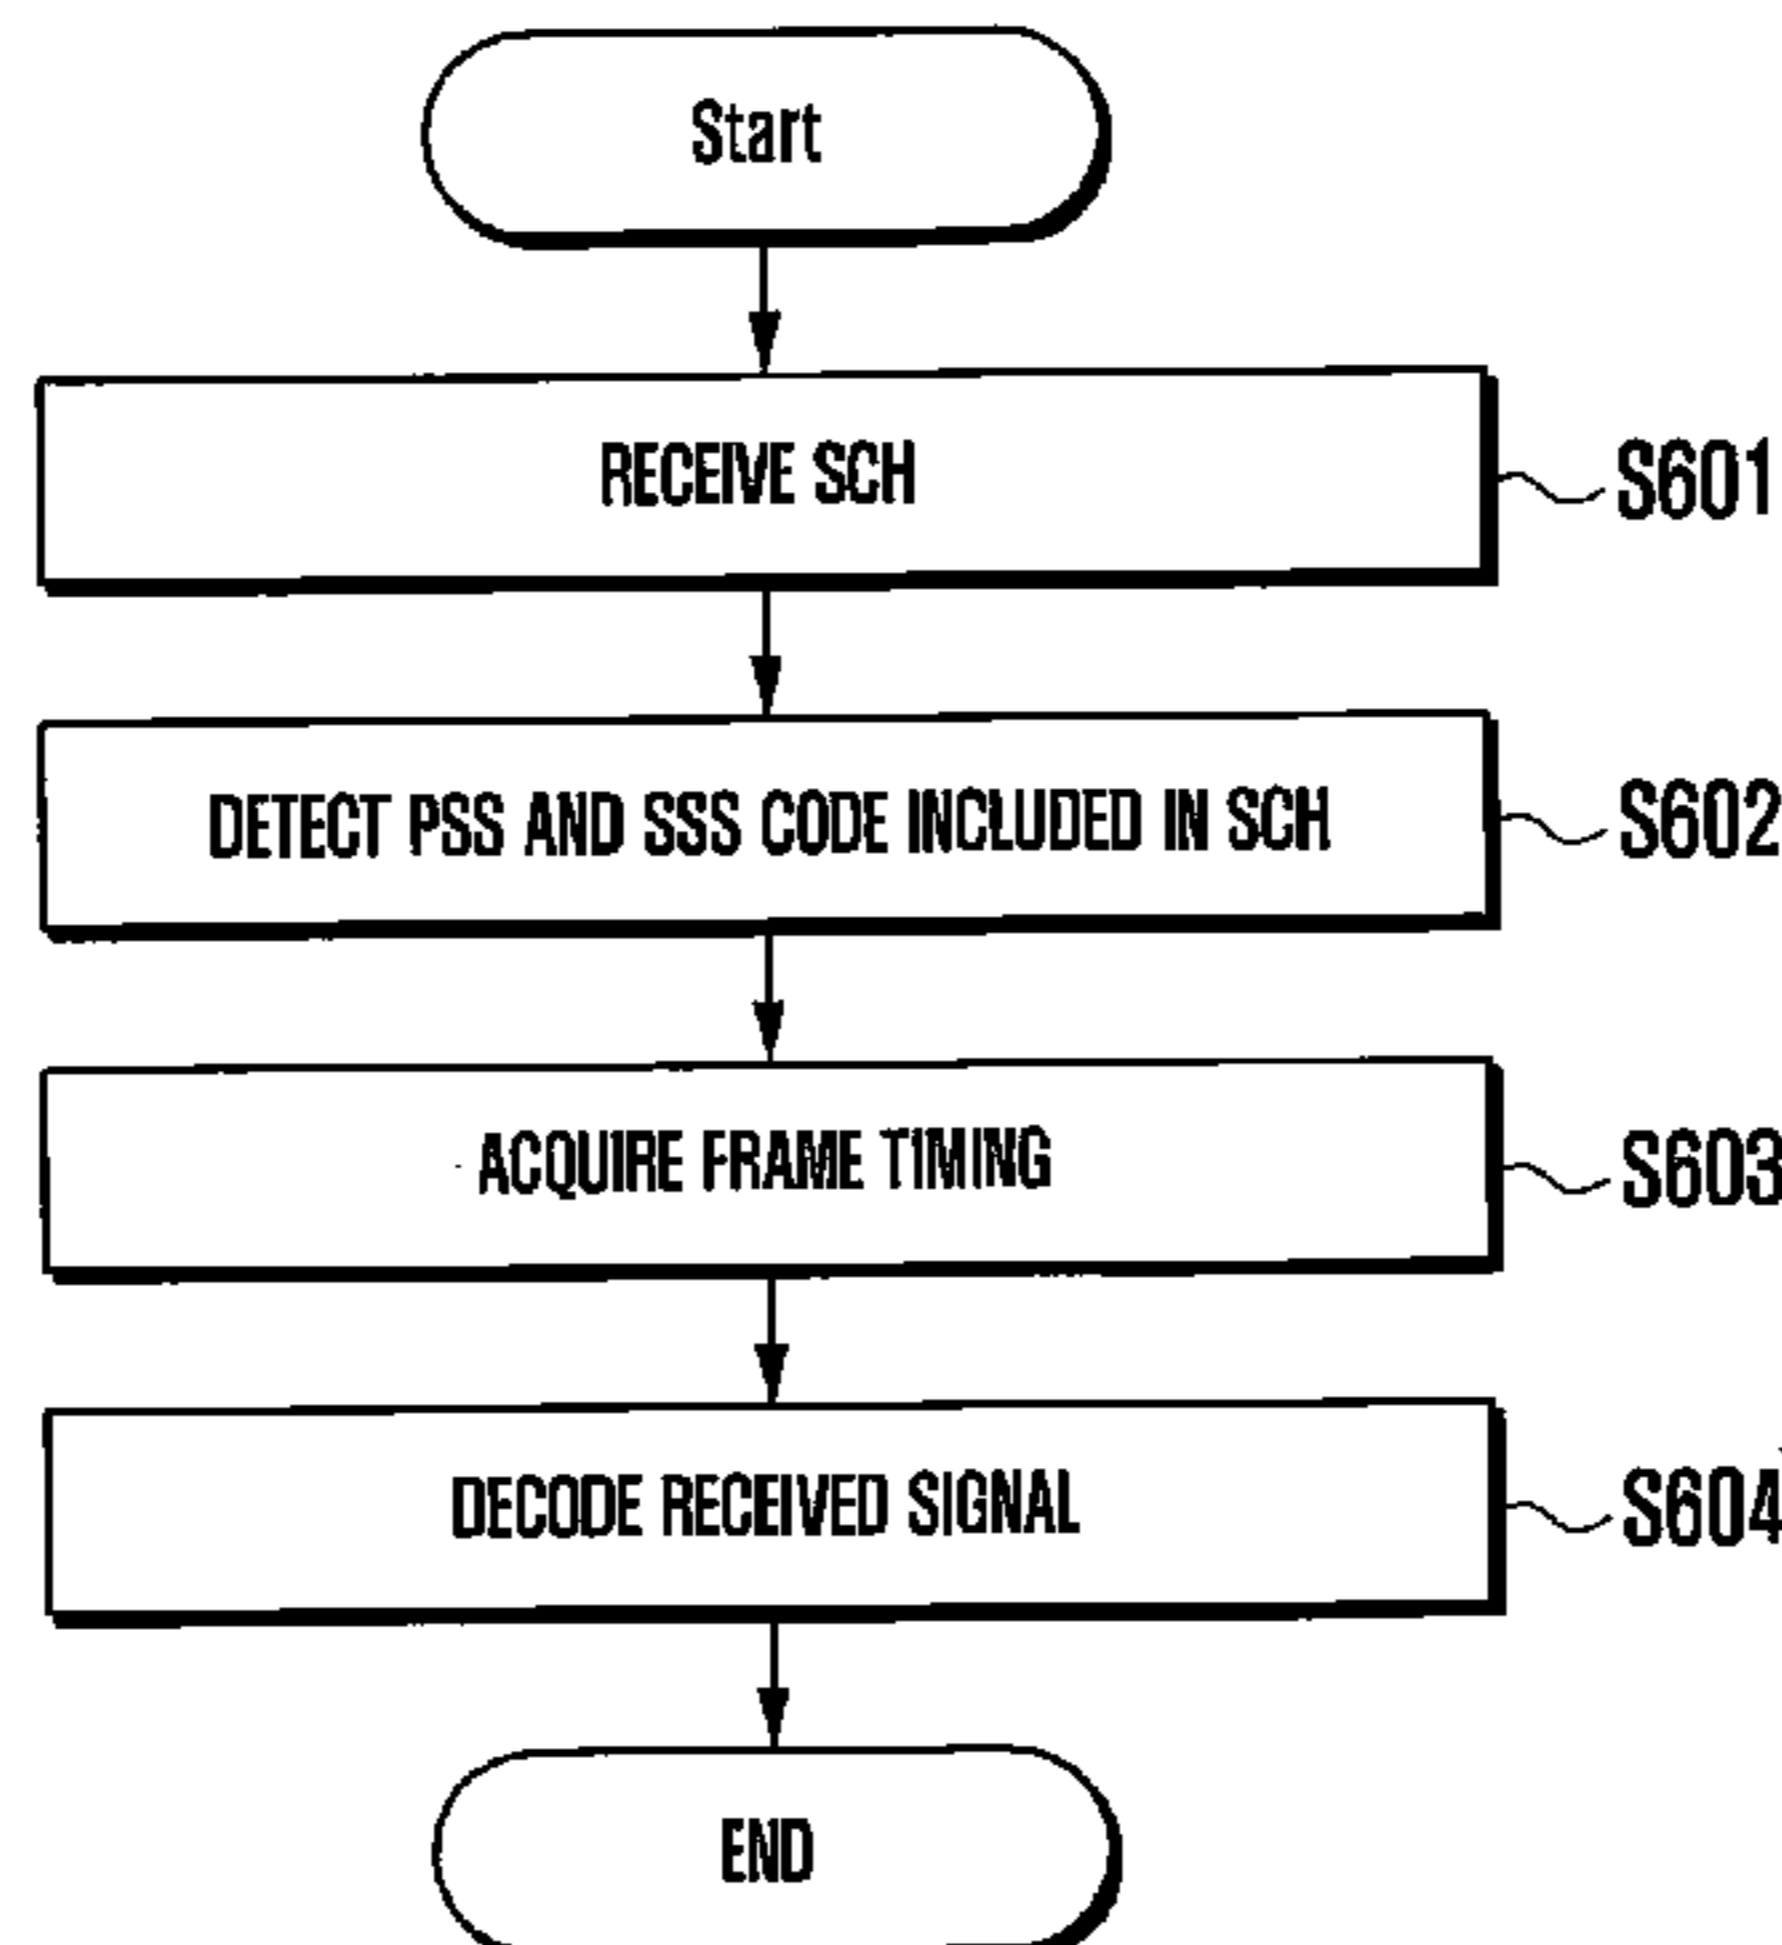 Start
RECEIVE SCH
S601
DETECT PSS AND SSS CODE INCLUDED IN SCH
S602
ACQUIRE FRAME TIMING
S603
DECODE RECEIVED SIGNAL
S604
END